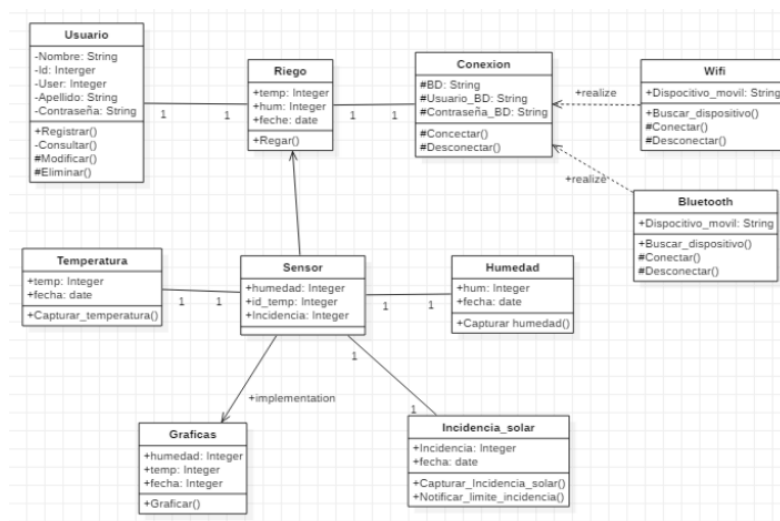 Usuario
-Nombre: String
-Id: Interger
-User: Integer
-Apellido: String
-Contraseña: String
+Registrar()
-Consultar()
#Modificar()
#Eliminar()
1
1
Riego
+temp: Integer
+hum: Integer
+feche: date
+Regar()
1
1
Conexion
#BD: String
#Usuario_BD: String
#Contraseña_BD: String
#Concectar()
#Desconectar()
+realize
Wifi
+Dispocitivo_movil: String
+Buscar_dispositivo()
#Conectar()
#Desconectar()
+realize
Bluetooth
+Dispocitivo_movil: String
+Buscar_dispositivo()
#Conectar()
#Desconectar()
Temperatura
+temp: Integer
+fecha: date
+Capturar_temperatura()
1
1
Sensor
+humedad: Integer
+id_temp: Integer
+Incidencia: Integer
1
1
Humedad
+hum: Integer
+fecha: date
+Capturar humedad()
+implementation
1
1
Graficas
+humedad: Integer
+temp: Integer
+fecha: Integer
+Graficar()
Incidencia_solar
+Incidencia: Integer
+fecha: date
+Capturar_Incidencia_solar()
+Notificar_limite_incidencia()